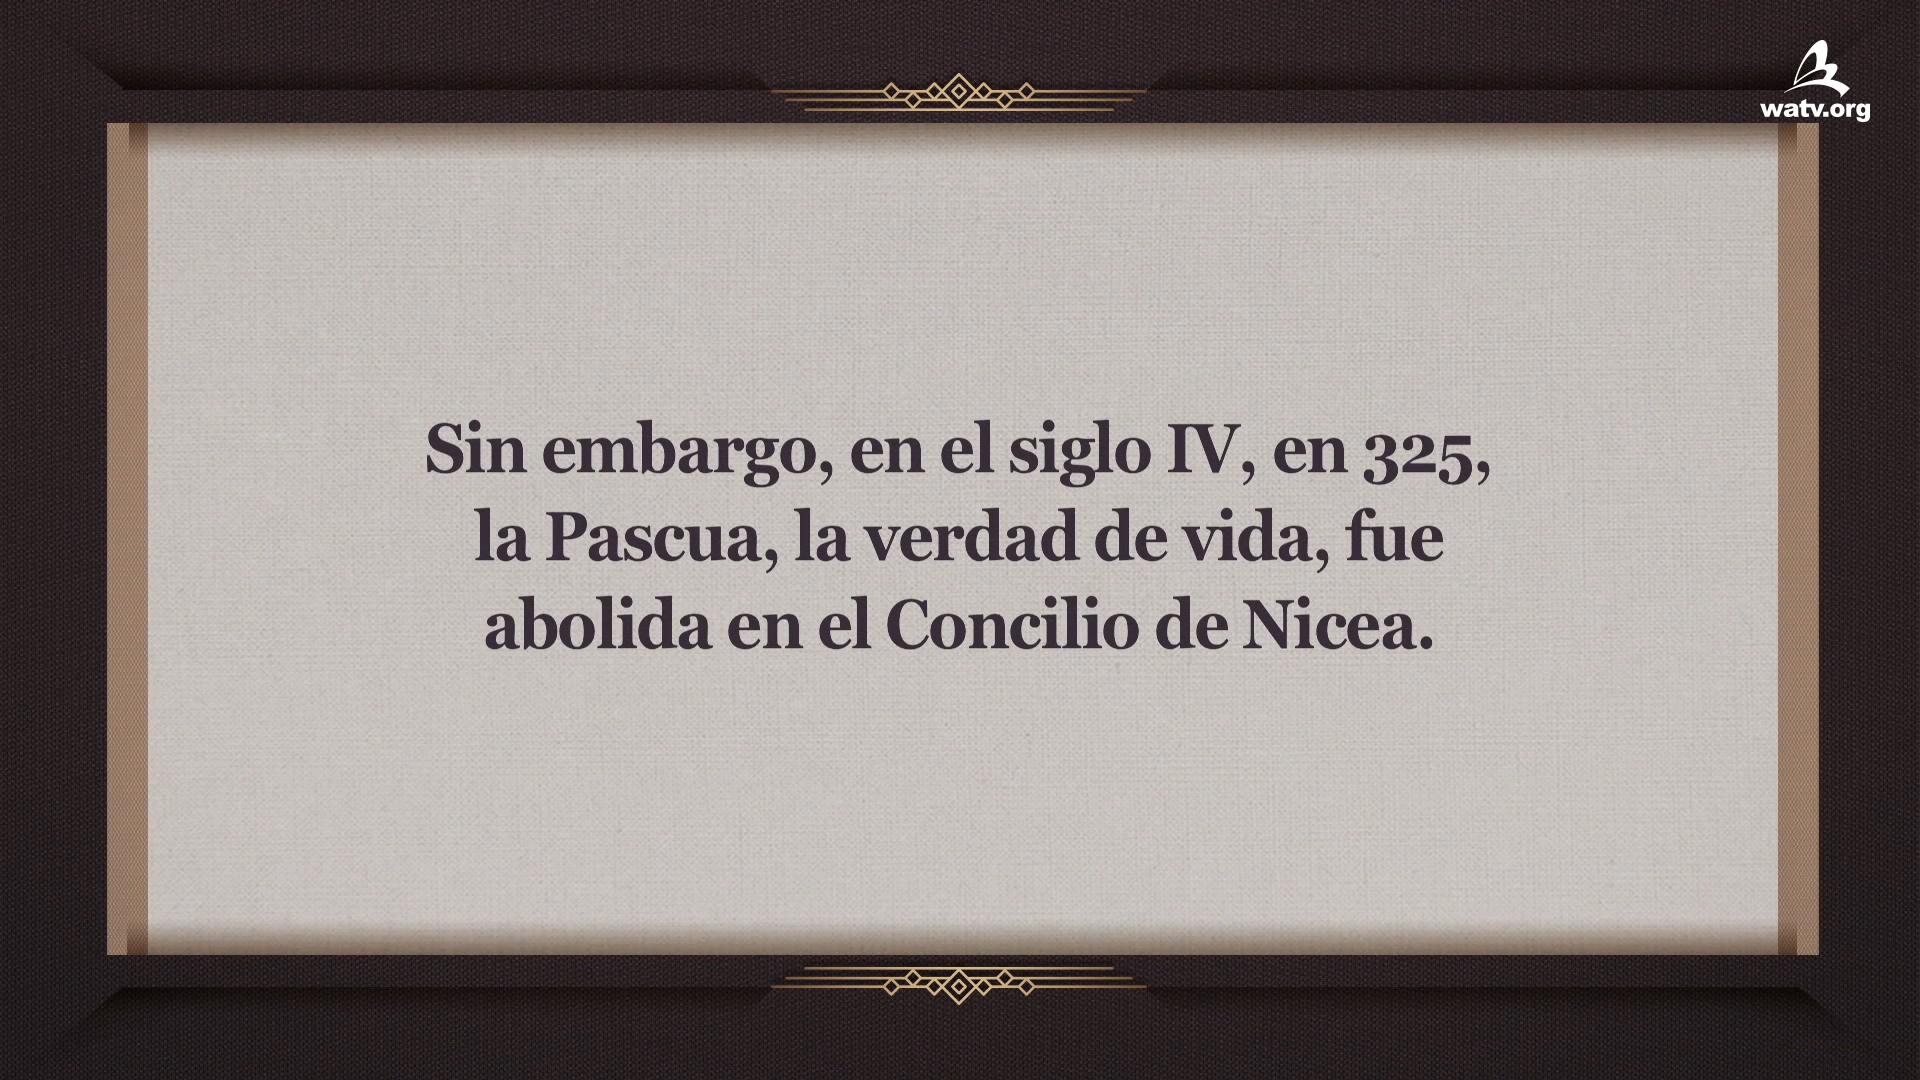 watv.org
Sin embargo, en el siglo IV, en 325,
la Pascua, la verdad de vida, fue
abolida en el Concilio de Nicea.